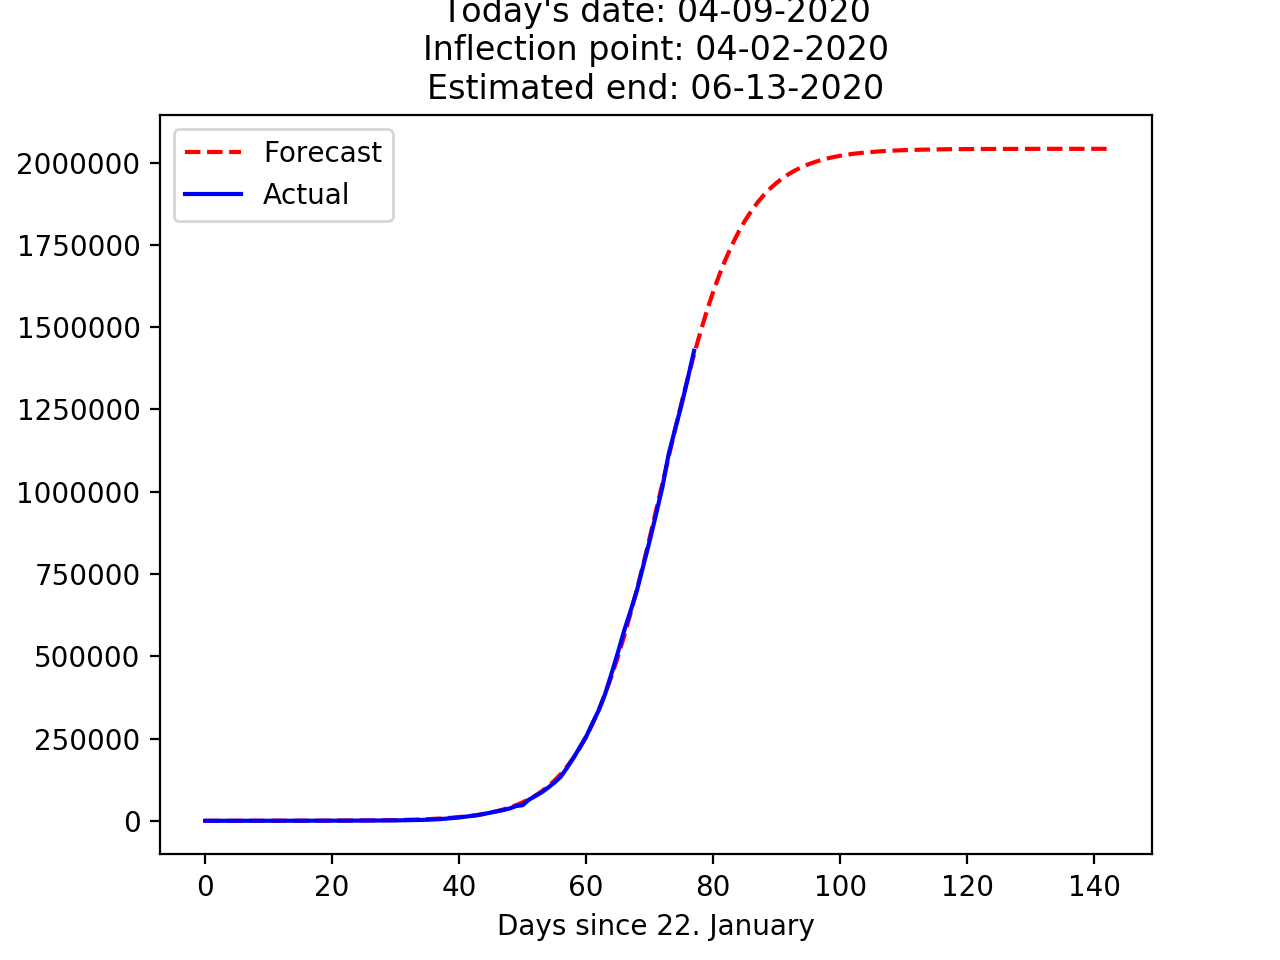 Today's date: 04-09-2020
Inflection point: 04-02-2020
Estimated end: 06-13-2020
Forecast
Actual
2000000
1750000
1500000
1250000
1000000
750000
500000
250000
0
0 20 40 60 80 100 120 140
Days since 22. January